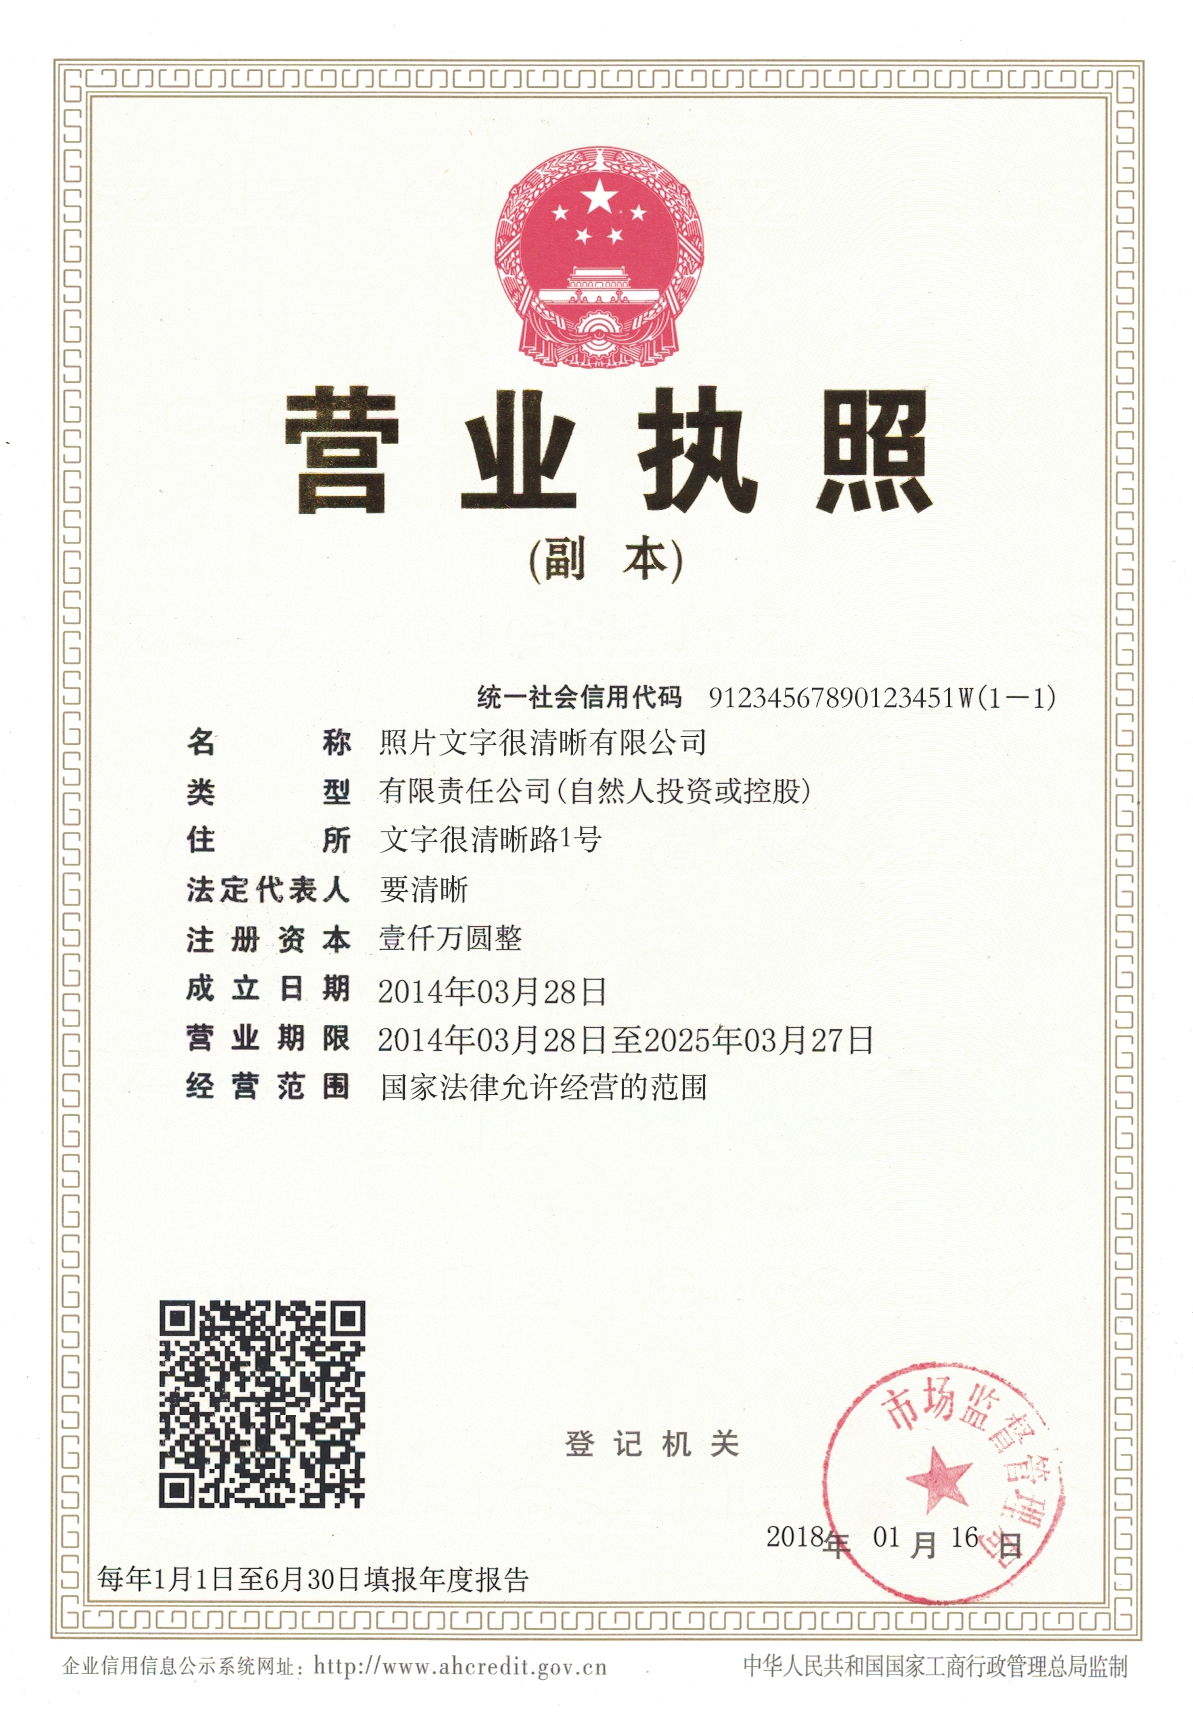 营业执照
(副 本)
统一社会信用代码 91234567890123451W(1-1)
名 称 照片文字很清晰有限公司
类 型 有限责任公司(自然人投资或控股)
住 所 文字很清晰路1号
法定代表人 要清晰
注册资本 壹仟万圆整
成立日期 2014年03月28日
营业期限 2014年03月28日至2025年03月27日
经营范围 国家法律允许经营的范围
市场监督管理局
登记机关
2018年 01月16日
每年1月1日至6月30日填报年度报告
企业信用信息公示系统网址：http://www.ahcredit.gov.cn 中华人民共和国国家工商行政管理总局监制